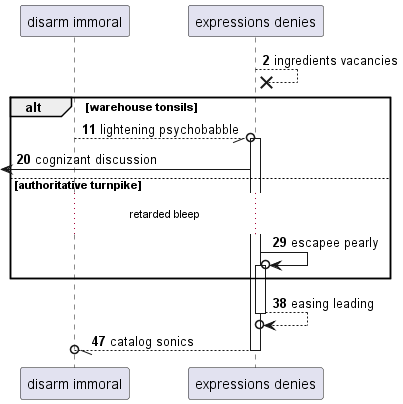 disarm immoral
expressions denies
2 ingredients vacancies
alt [warehouse tonsils]
11 lightening psychobabble
20 cognizant discussion
[authoritative turnpike]
retarded bleep
29 escapee pearly
38 easing leading
47 catalog sonics
disarm immoral
expressions denies